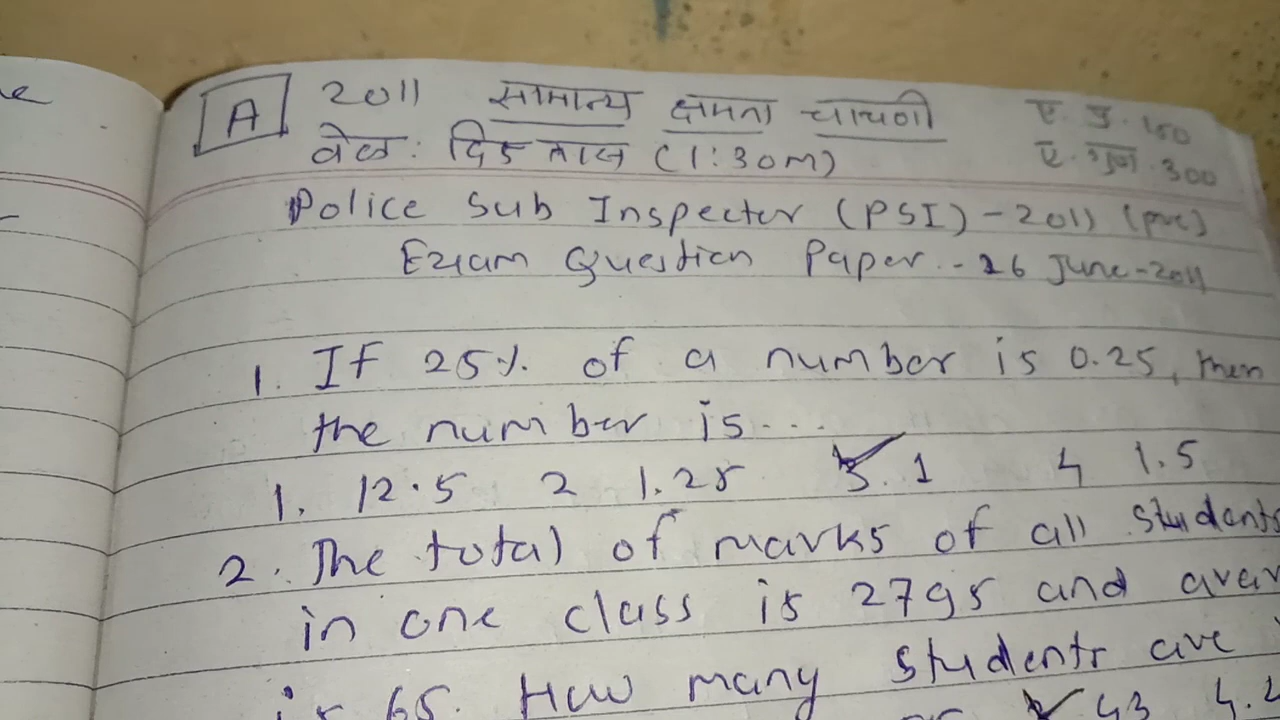 A 2011 सामान्य क्षमता चाचणी ए. प्र. 150
वेळ: दिड तास (1:30M) ए. गुण. 300
Police Sub Inspector (PSI) - 2011 (pre)
Exam Question Paper.- 26 June-2011
1. If 25% of a number is 0.25, then
the number is...
1. 12.5 2 1.25 3. 1 4 1.5
2. The total of marks of all students
in one class is 2795 and
is 65. How many students are
43 4.